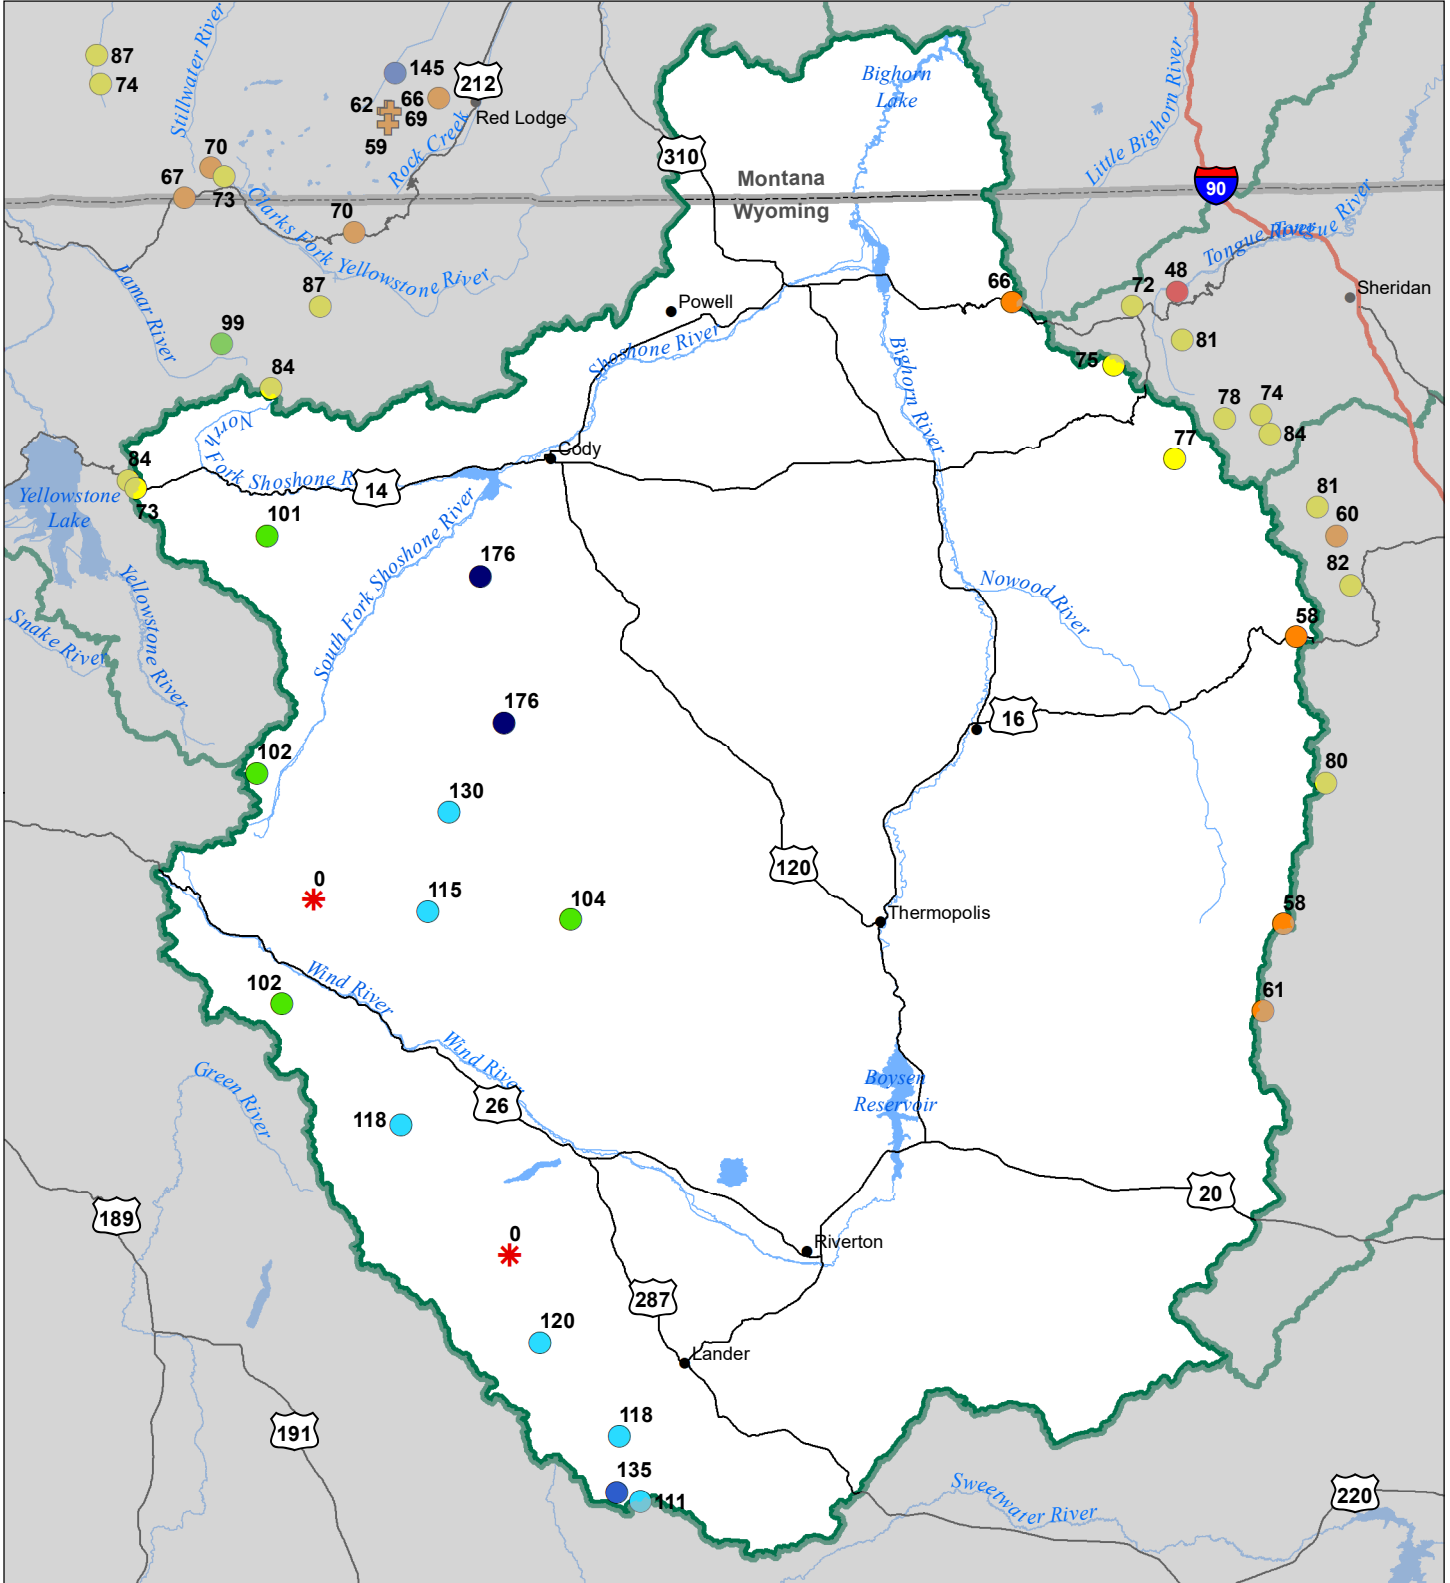 87
74
Stillwater River
145
212
62
66
69
59
Red Lodge
Rock Creek
Bighorn
Lake
Little Bighorn River
310
70
67
73
Montana
Wyoming
90
Clarks Fork Yellowstone River
70
Tongue River
Tongue River
Lamar River
87
99
84
Powell
Shoshone River
66
72
48
Sheridan
81
75
Bighorn River
78
74
84
77
North
Fork Shoshone R
14
Cody
84
73
Yellowstone
Lake
101
South Fork Shoshone River
176
81
60
82
Nowood River
Yellowstone River
Snake River
58
176
16
102
80
130
120
0
115
104
Thermopolis
58
102
Wind River
61
Wind River
Green River
26
Boysen
Reservoir
118
189
20
0
Riverton
287
120
Lander
191
118
135
111
Sweetwater River
220